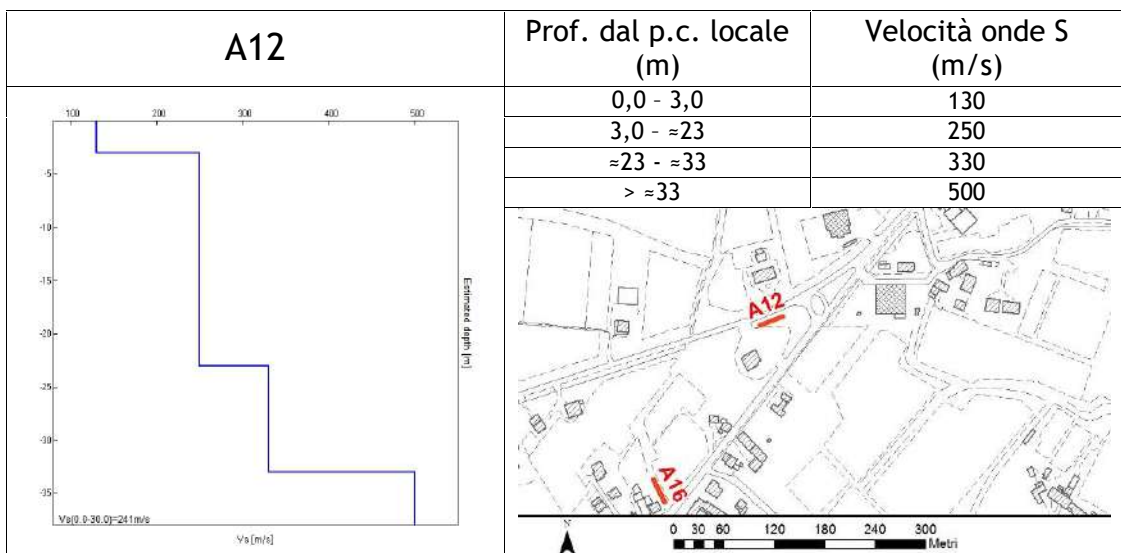 A12
Prof. dal p.c. locale
(m)
Velocità onde S
(m/s)
0,0 – 3,0 130
3,0 – ≈23 250
≈23 - ≈33 330
> ≈33 500
100 200 300 400 500
-5
-10
-15
-20
-25
-30
-35
Estimated depth [m]
Vs(0.0-30.0)=241m/s
Vs [m/s]
A12
A16
N
0 30 60 120 180 240 300
Metri